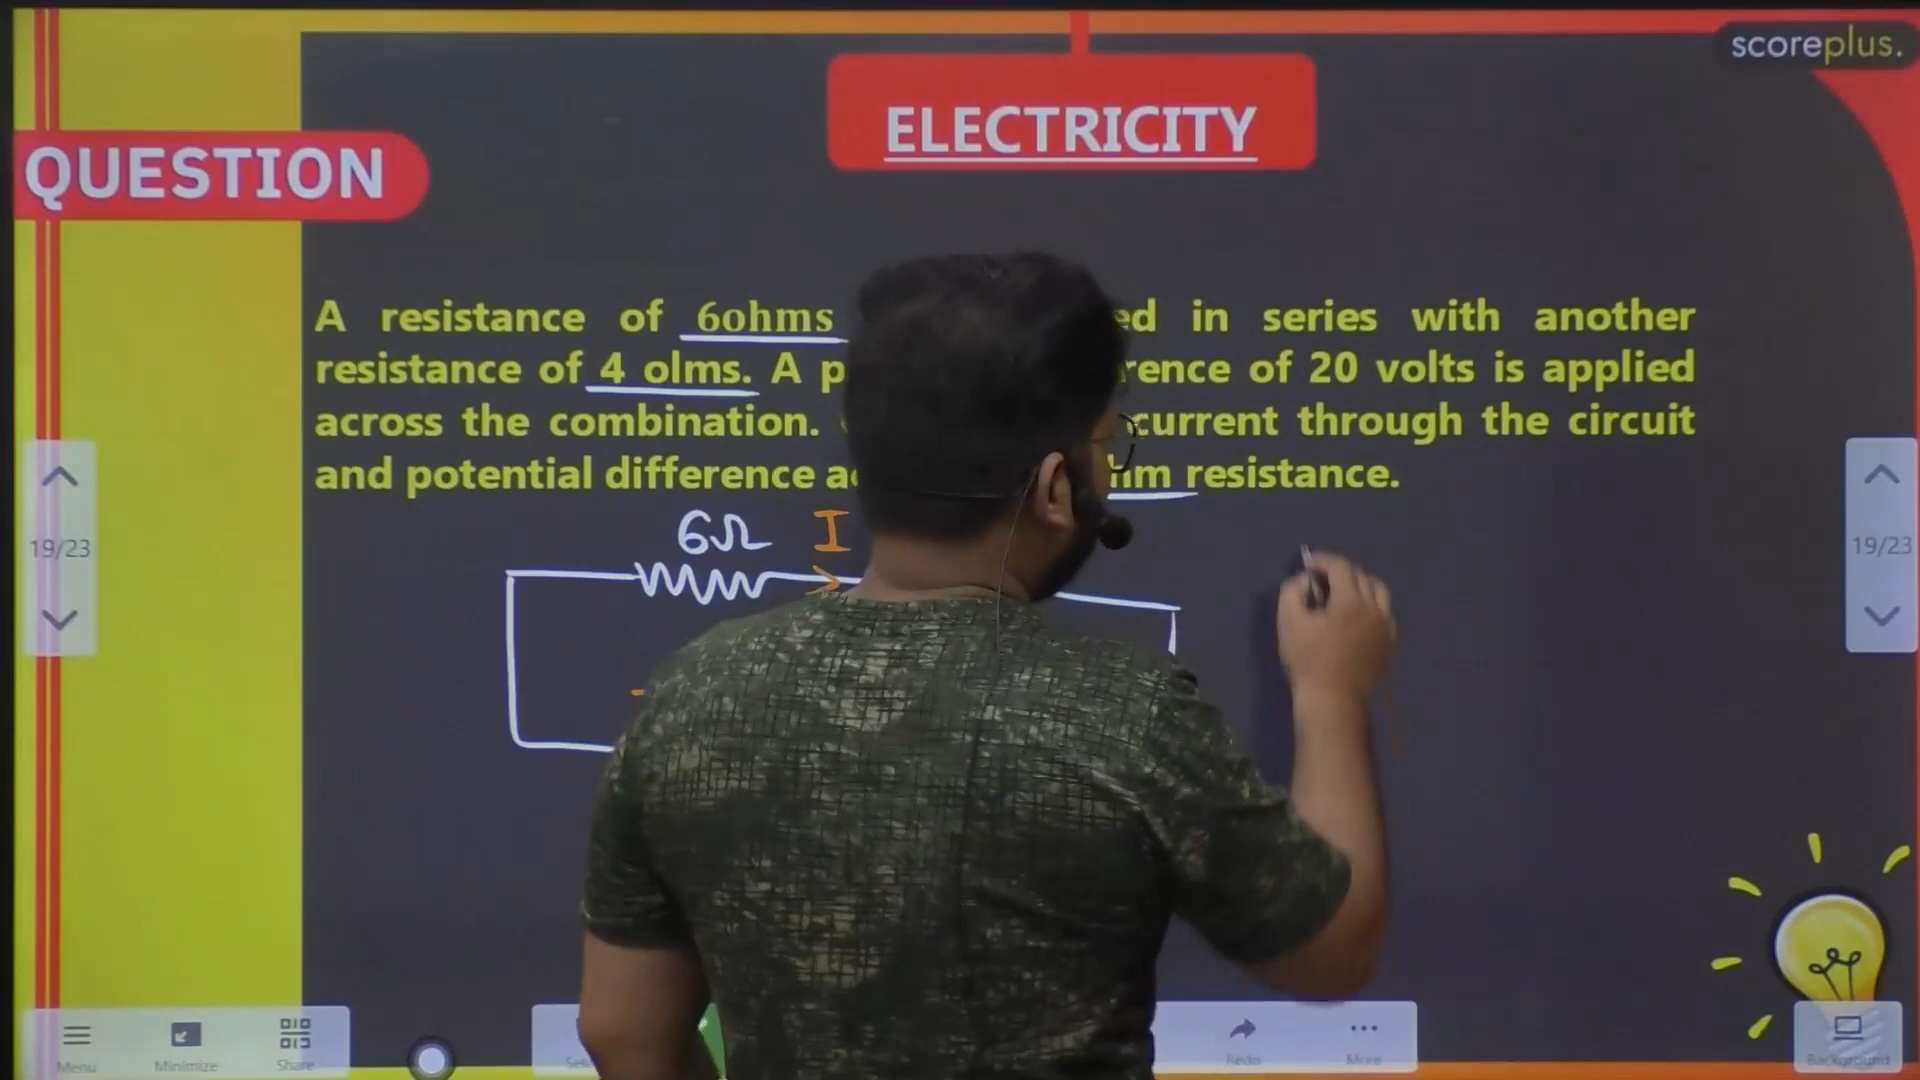 scoreplus.
ELECTRICITY
QUESTION
A resistance of 6ohms ed in series with another
resistance of 4 olms. A p rence of 20 volts is applied
across the combination. current through the circuit
and potential difference a hm resistance.
6Ω I
19/23
19/23
Menu Minimize Share Redo More Background